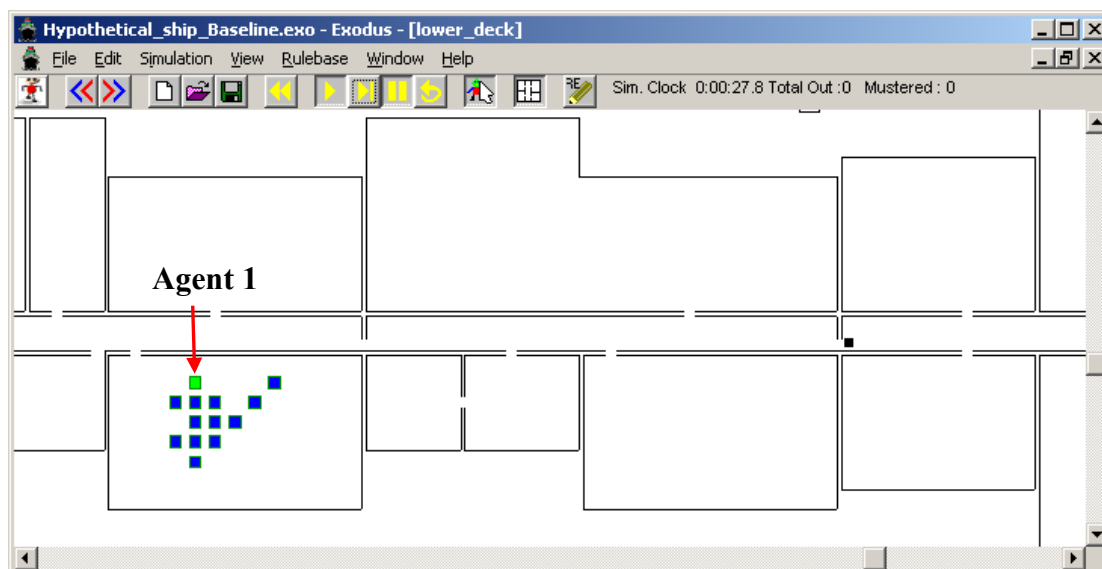 Hypothetical_ship_Baseline.exo - Exodus - [lower_deck]
File Edit Simulation View Rulebase Window Help
RE Sim. Clock 0:00:27.8 Total Out :0 Mustered : 0
Agent 1